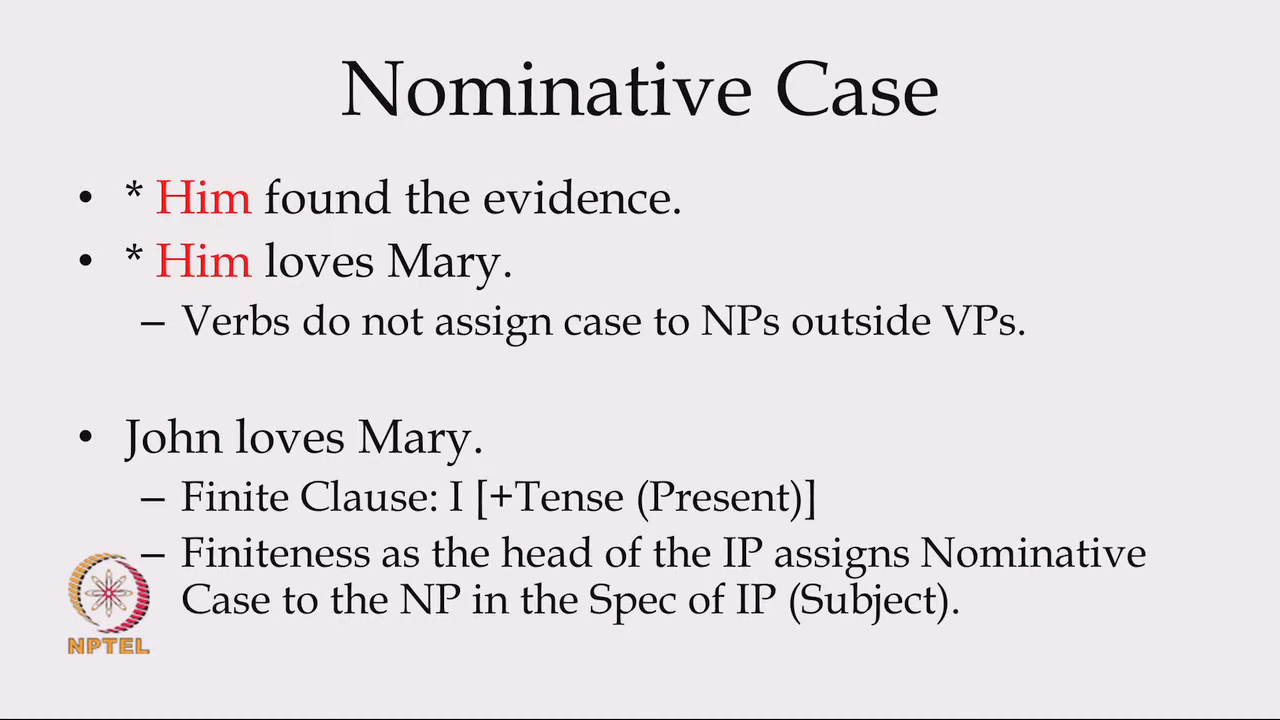 Nominative Case
• * Him found the evidence.
• * Him loves Mary.
– Verbs do not assign case to NPs outside VPs.
• John loves Mary.
– Finite Clause: I [+Tense (Present)]
– Finiteness as the head of the IP assigns Nominative
Case to the NP in the Spec of IP (Subject).
NPTEL